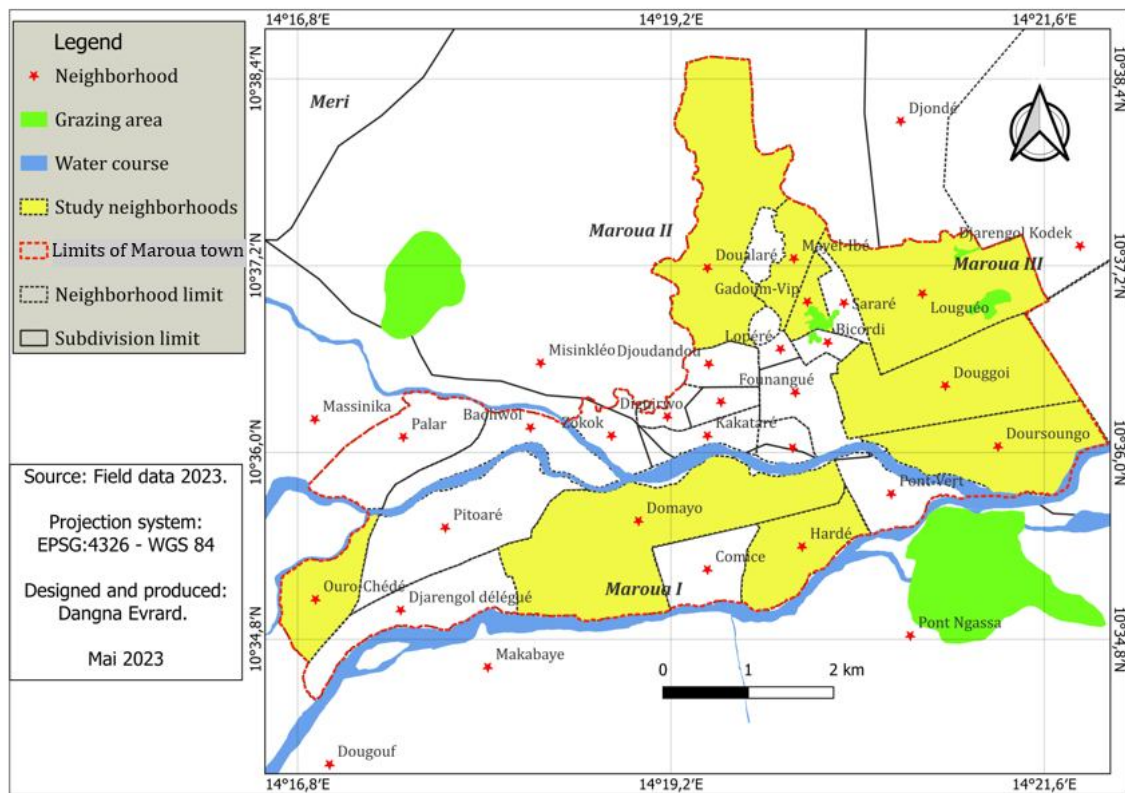 14°16,8′E
14°19,2′E
14°21,6′E
Legend
Neighborhood
Grazing area
Water course
Study neighborhoods
Limits of Maroua town
Neighborhood limit
Subdivision limit
Source: Field data 2023.
Projection system:
EPSG:4326 - WGS 84
Designed and produced:
Dangna Evrard.
Mai 2023
10°38,4′N
10°37,2′N
10°36,0′N
10°34,8′N
Meri
Djondé
Maroua II
Djarengol Kodek
Doualaré
Moyel-Ibé
Maroua III
Gadoum-Vip
Sararé
Louguéo
Lopéré
Bicordi
Misinkléo
Djoudandou
Founangué
Douggoi
Massinika
Palar
Zokok
Kakataré
Doursoungo
Pont-Vert
Pitoaré
Domayo
Hardé
Comice
Ouro-Chédé
Djarengol délégué
Maroua I
Pont Ngassa
Makabaye
0 1 2 km
Dougouf
10°38,4′N
10°37,2′N
10°36,0′N
10°34,8′N
14°16,8′E
14°19,2′E
14°21,6′E